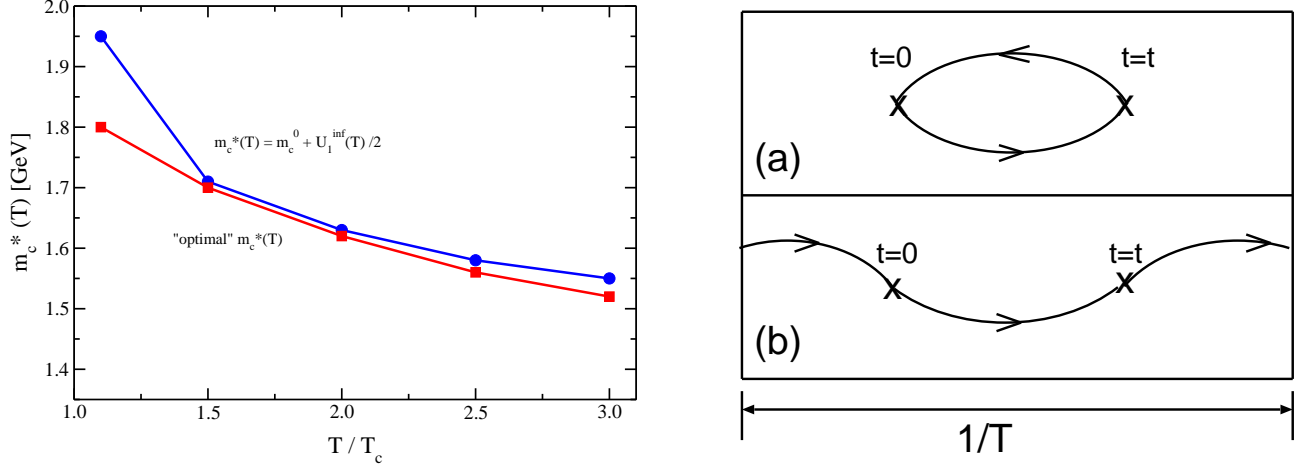 2.0
1.9
1.8
1.7
1.6
1.5
1.4
m_c* (T) [GeV]
m_c*(T) = m_c^0 + U_1^inf(T) /2
"optimal" m_c*(T)
1.0 1.5 2.0 2.5 3.0
T / T_c
t=0 t=t
X X
(a)
t=0 t=t
X X
(b)
1/T